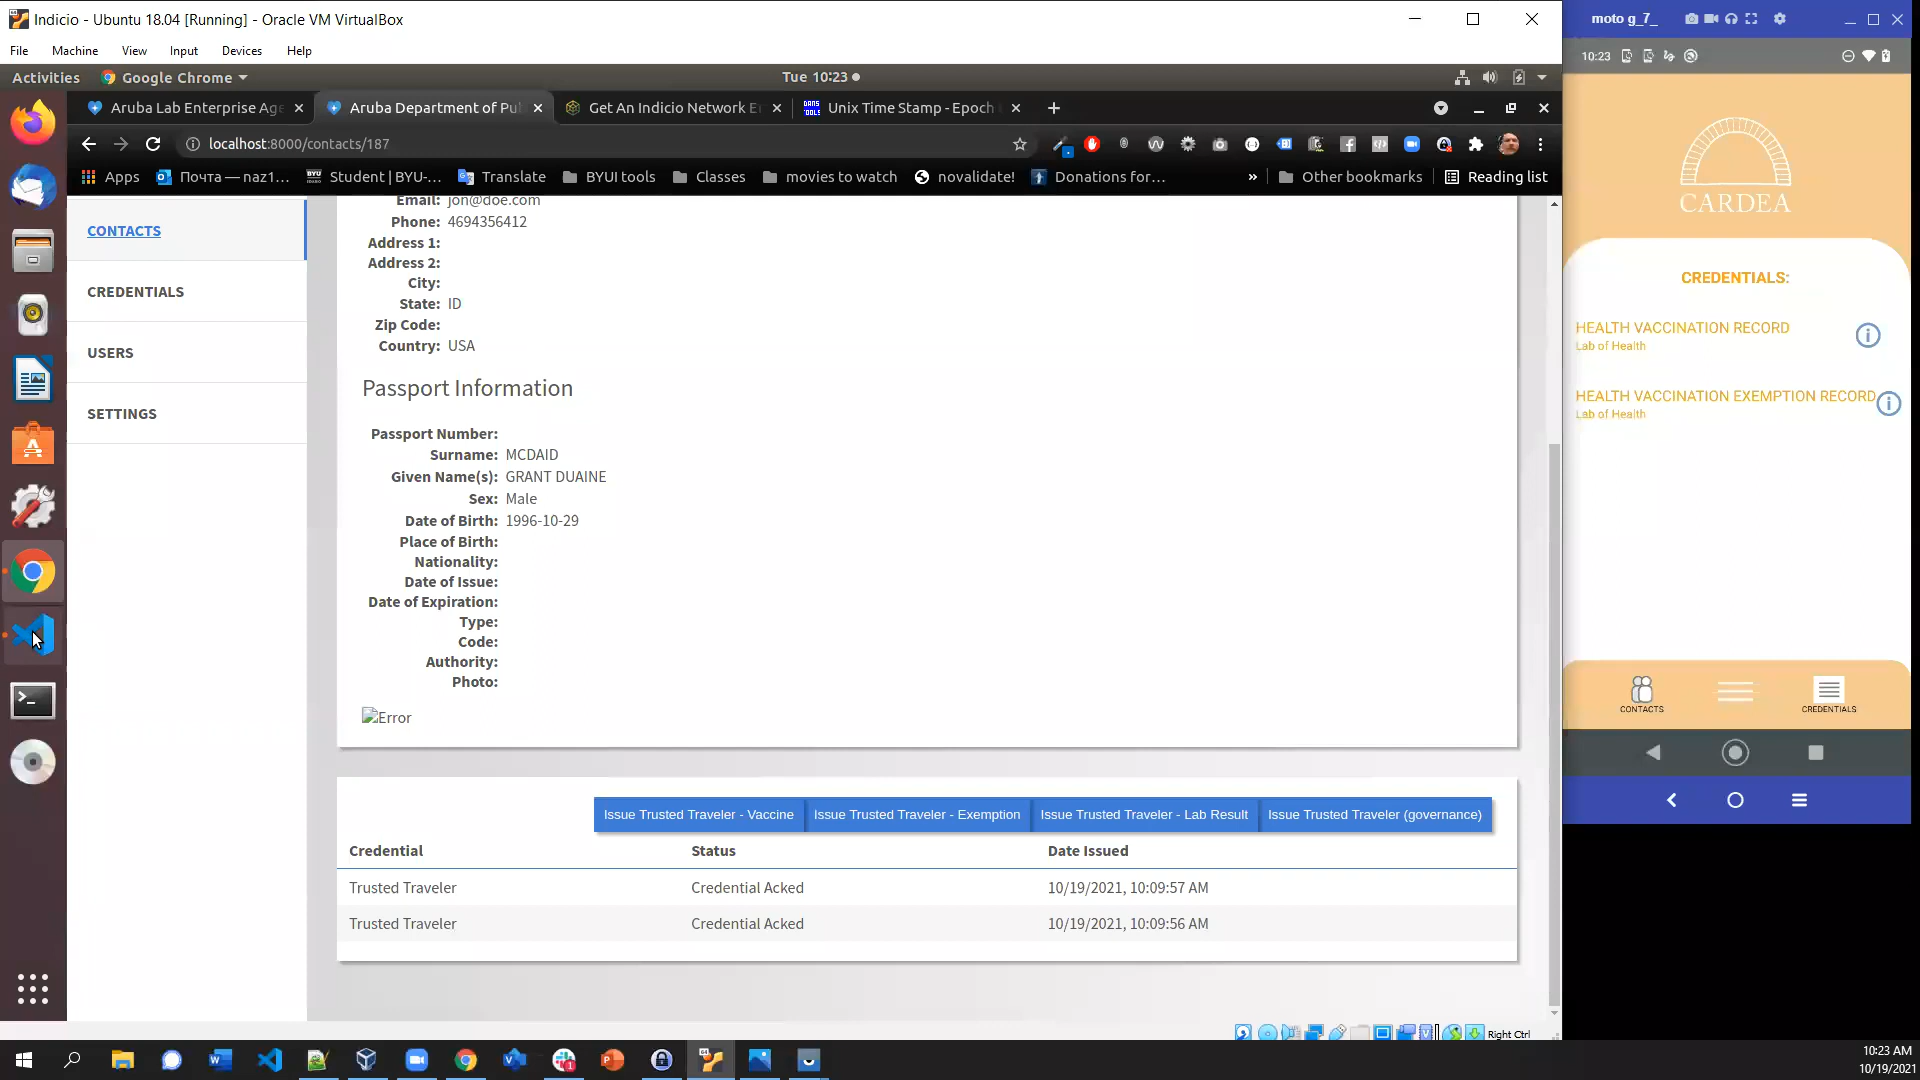 Indicio - Ubuntu 18.04 [Running] - Oracle VM VirtualBox
File Machine View Input Devices Help
Activities Google Chrome Tue 10:23
Aruba Lab Enterprise Age
Aruba Department of Pu
Get An Indicio Network E
Unix Time Stamp - Epoch
localhost:8000/contacts/187
Apps Почта — naz1... Student | BYU-... Translate BYUI tools Classes movies to watch novalidate! Donations for... » Other bookmarks Reading list
CONTACTS
CREDENTIALS
USERS
SETTINGS
Email: jon@doe.com
Phone: 4694356412
Address 1:
Address 2:
City:
State: ID
Zip Code:
Country: USA
Passport Information
Passport Number:
Surname: MCDAID
Given Name(s): GRANT DUAINE
Sex: Male
Date of Birth: 1996-10-29
Place of Birth:
Nationality:
Date of Issue:
Date of Expiration:
Type:
Code:
Authority:
Photo:
Error
Issue Trusted Traveler - Vaccine
Issue Trusted Traveler - Exemption
Issue Trusted Traveler - Lab Result
Issue Trusted Traveler (governance)
Credential Status Date Issued
Trusted Traveler Credential Acked 10/19/2021, 10:09:57 AM
Trusted Traveler Credential Acked 10/19/2021, 10:09:56 AM
Right Ctrl
moto g_7_
10:23
CARDEA
CREDENTIALS:
HEALTH VACCINATION RECORD
Lab of Health
HEALTH VACCINATION EXEMPTION RECORD
Lab of Health
CONTACTS
CREDENTIALS
10:23 AM
10/19/2021